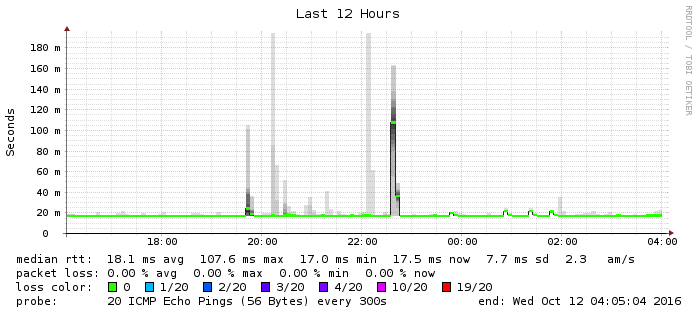 Last 12 Hours
RRDTOOL / TOBI OETIKER
Seconds
180 m
160 m
140 m
120 m
100 m
80 m
60 m
40 m
20 m
0
18:00 20:00 22:00 00:00 02:00 04:00
median rtt: 18.1 ms avg 107.6 ms max 17.0 ms min 17.5 ms now 7.7 ms sd 2.3 am/s
packet loss: 0.00 % avg 0.00 % max 0.00 % min 0.00 % now
loss color: 0 1/20 2/20 3/20 4/20 10/20 19/20
probe: 20 ICMP Echo Pings (56 Bytes) every 300s end: Wed Oct 12 04:05:04 2016